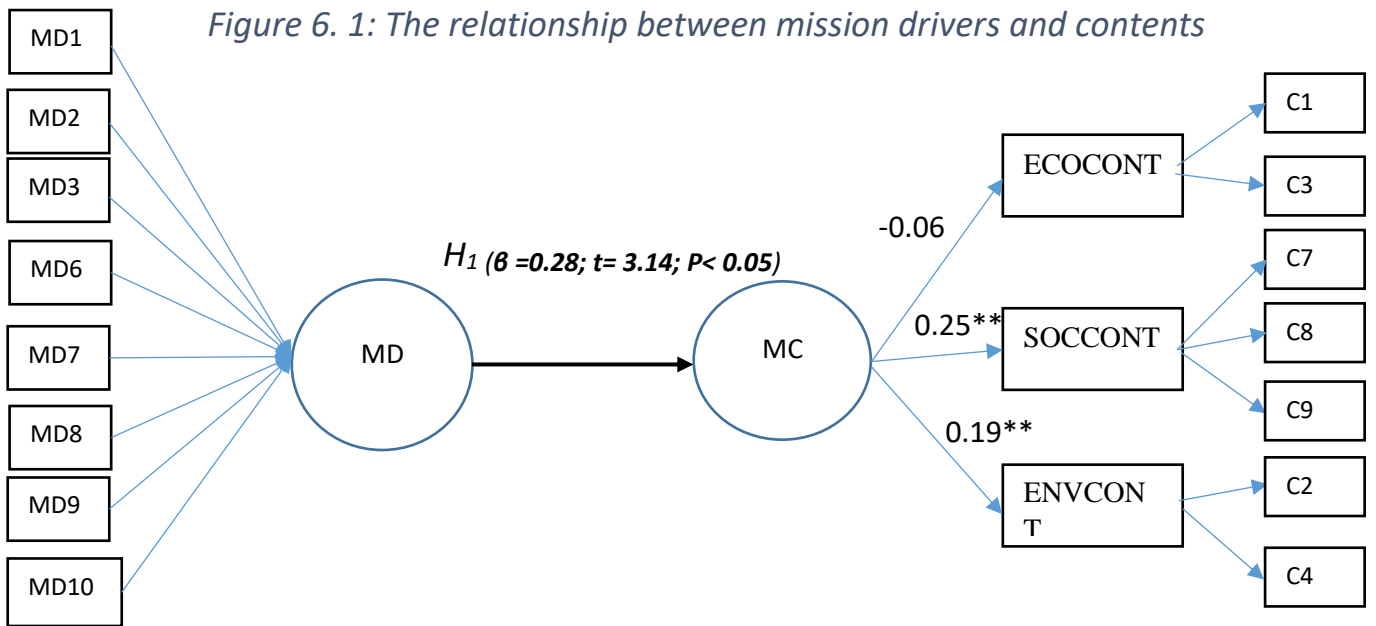 Figure 6. 1: The relationship between mission drivers and contents
MD1
MD2
MD3
MD6
MD7
MD8
MD9
MD10
MD
H1 (β =0.28; t= 3.14; P< 0.05)
MC
-0.06
0.25**
0.19**
ECOCONT
SOCCONT
ENVCON
T
C1
C3
C7
C8
C9
C2
C4